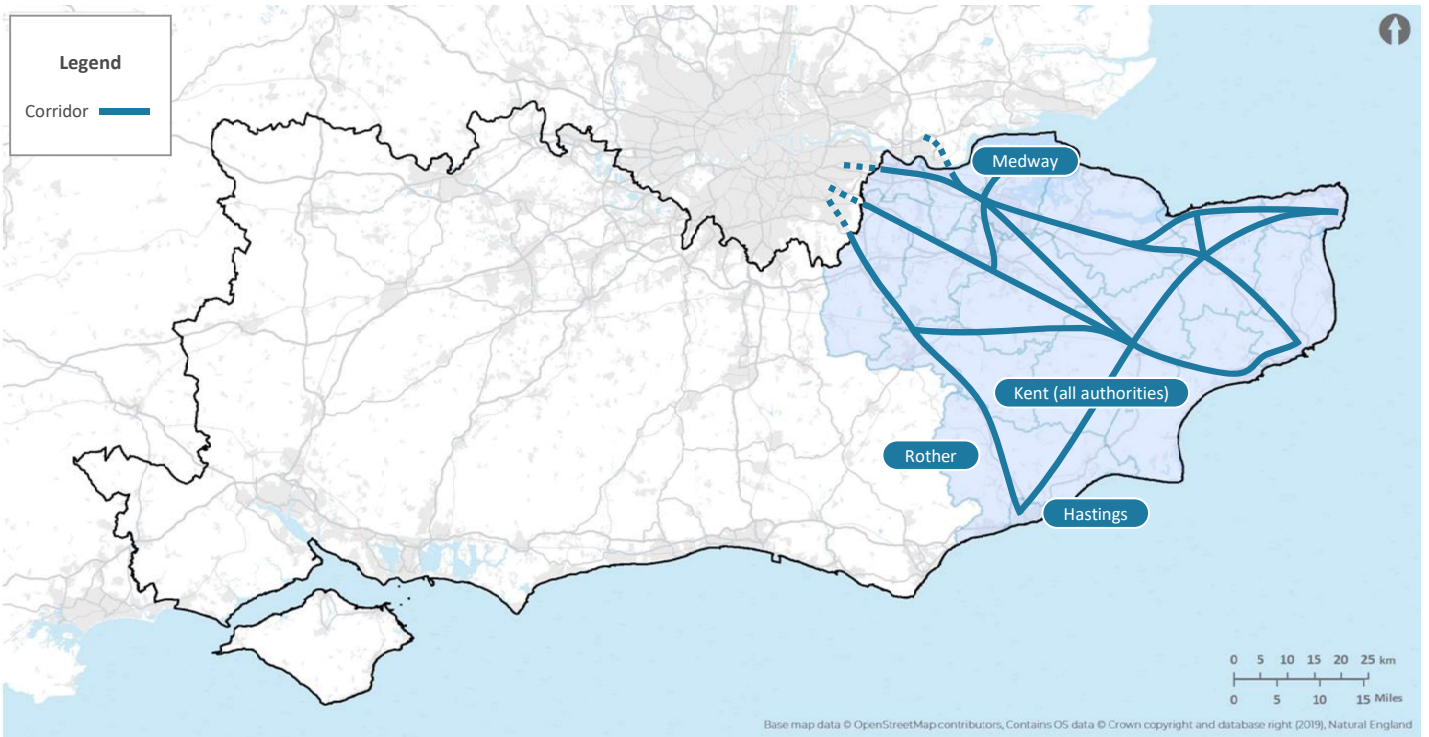 Legend
Corridor
Medway
Kent (all authorities)
Rother
Hastings
0 5 10 15 20 25 km
0 5 10 15 Miles
Base map data © OpenStreetMap contributors, Contains OS data © Crown copyright and database right (2019), Natural England